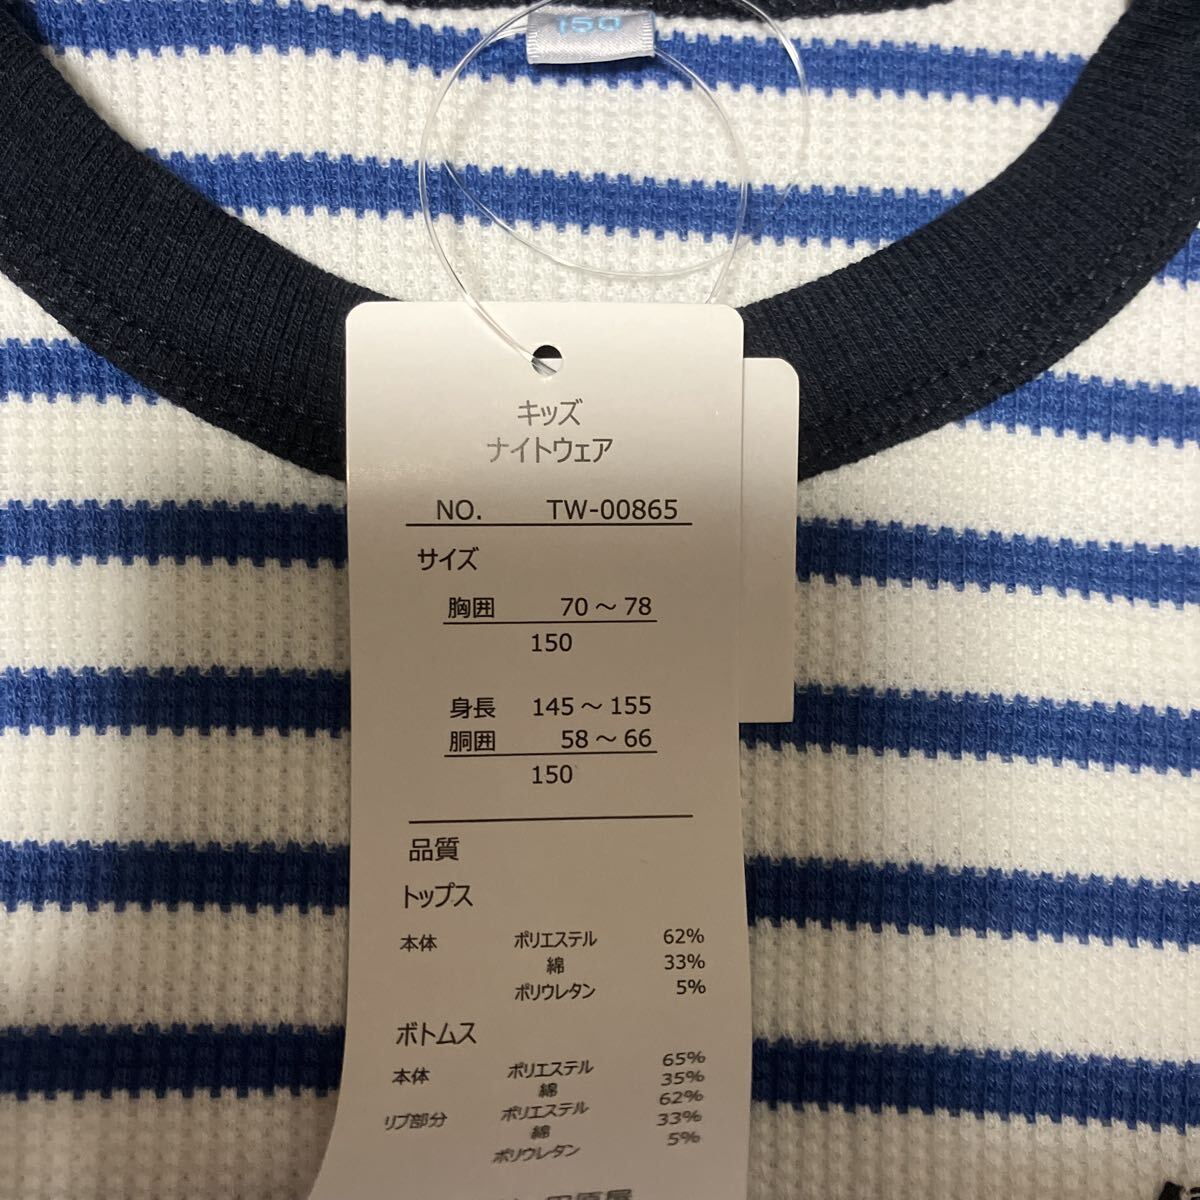 150
キッズ
ナイトウェア
NO. TW-00865
サイズ
胸囲 70～78
150
身長 145～155
胴囲 58～66
150
品質
トップス
本体 ポリエステル 62%
綿 33%
ポリウレタン 5%
ボトムス
本体 ポリエステル 65%
綿 35%
リブ部分 ポリエステル 62%
綿 33%
ポリウレタン 5%